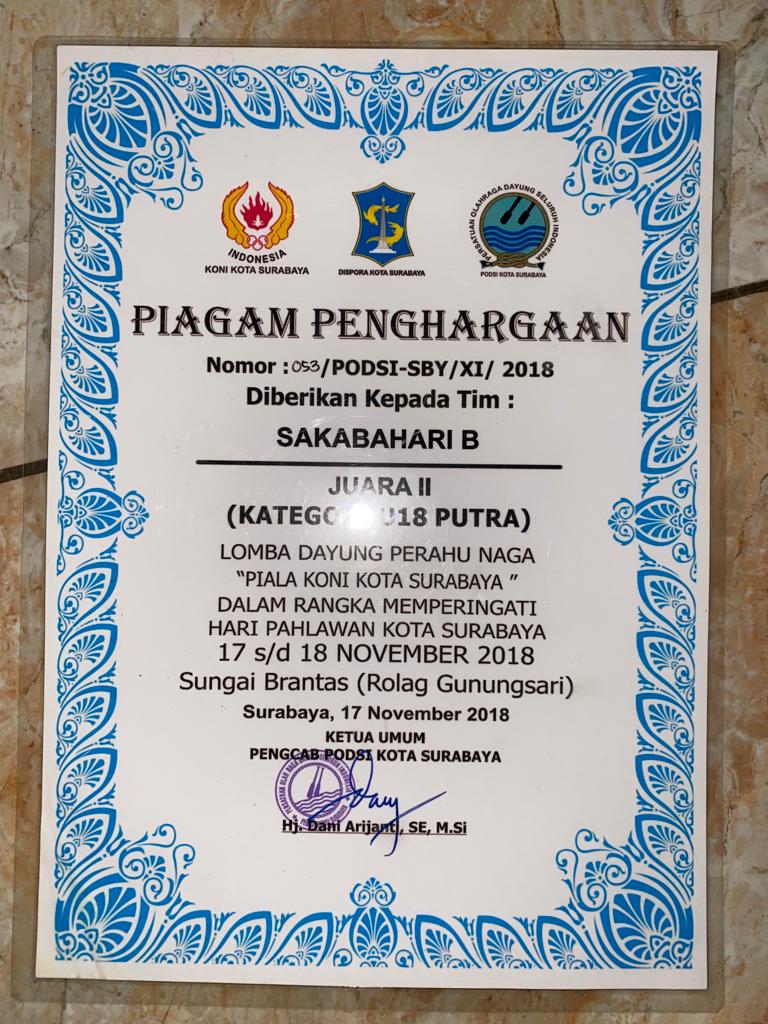 INDONESIA
KONI KOTA SURABAYA
DISPORA KOTA SURABAYA
PERSATUAN OLAHRAGA DAYUNG SELURUH INDONESIA
PODSI KOTA SURABAYA
PIAGAM PENGHARGAAN
Nomor : 053/PODSI-SBY/XI/ 2018
Diberikan Kepada Tim :
SAKABAHARI B
JUARA II
U18 PUTRA)
LOMBA DAYUNG PERAHU NAGA
“PIALA KONI KOTA SURABAYA ”
DALAM RANGKA MEMPERINGATI
HARI PAHLAWAN KOTA SURABAYA
17 s/d 18 NOVEMBER 2018
Sungai Brantas (Rolag Gunungsari)
Surabaya, 17 November 2018
KETUA UMUM
PENGCAB PODSI KOTA SURABAYA
Hj. Dani Arijanti, SE, M.Si